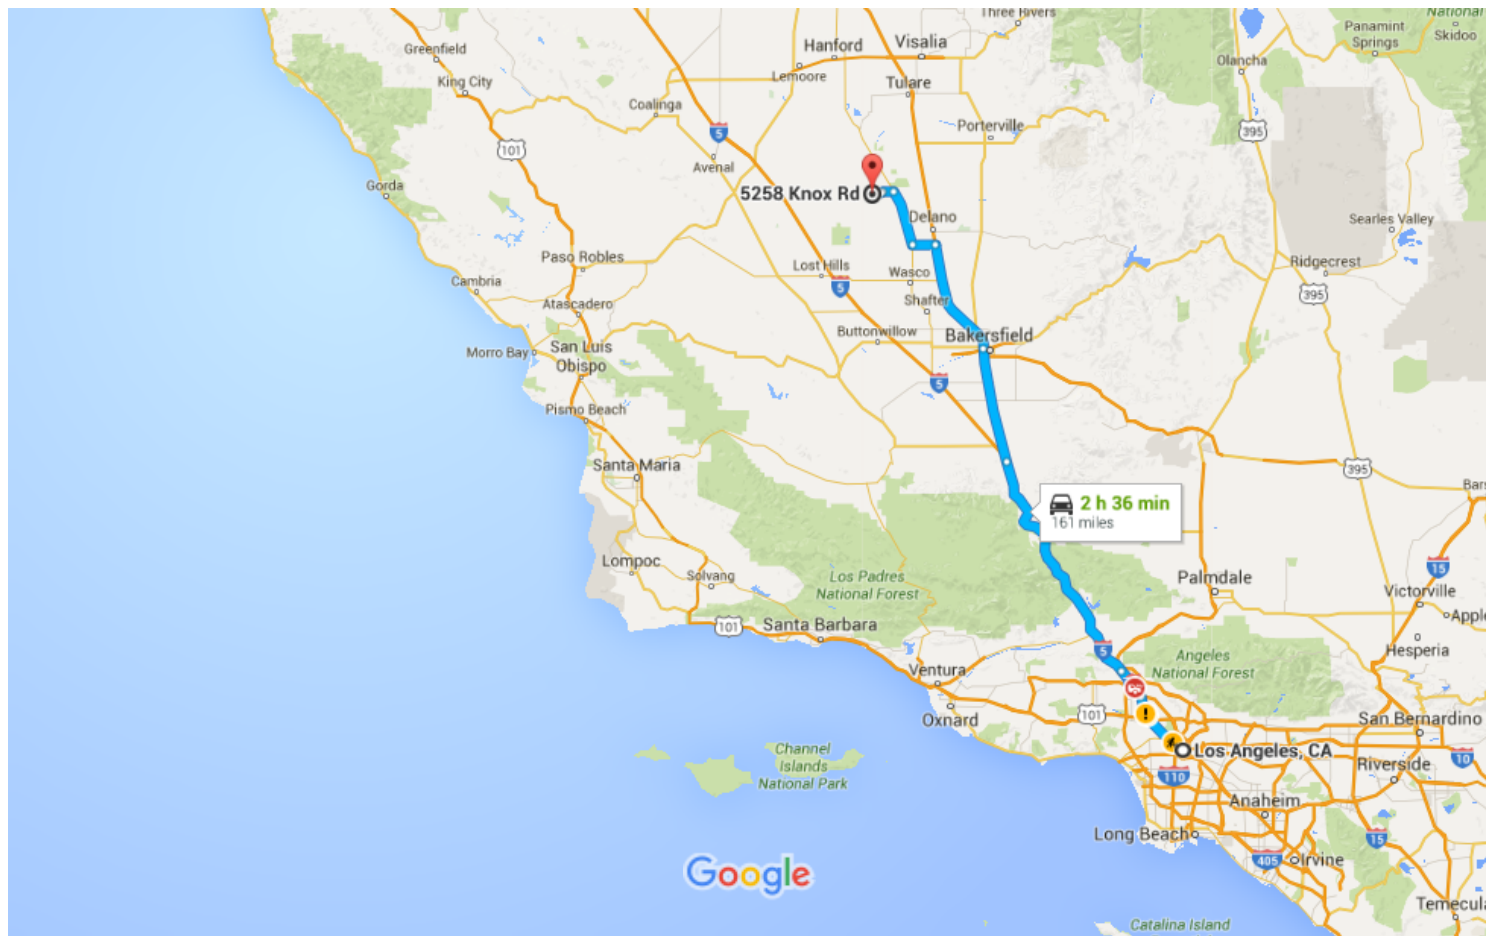 Three Rivers
National
Panamint
Springs
Skidoo
Greenfield
Hanford
Visalia
Olancha
Lemoore
King City
Tulare
Coalinga
5
Porterville
395
101
Avenal
Gorda
5258 Knox Rd
Delano
Searles Valley
Paso Robles
Lost Hills
Wasco
Ridgecrest
Cambria
5
395
Atascadero
Shafter
Buttonwillow
Bakersfield
Morro Bay
San Luis
Obispo
5
Pismo Beach
Santa Maria
395
Bars
2 h 36 min
161 miles
Lompoc
Solvang
Los Padres
National Forest
Palmdale
15
Victorville
Apple
101
Santa Barbara
5
Hesperia
Angeles
National Forest
Ventura
Oxnard
101
San Bernardino
Channel
Islands
National Park
Los Angeles, CA
10
Riverside
110
Anaheim
Long Beach
15
405
Irvine
Google
Temecula
Catalina Island